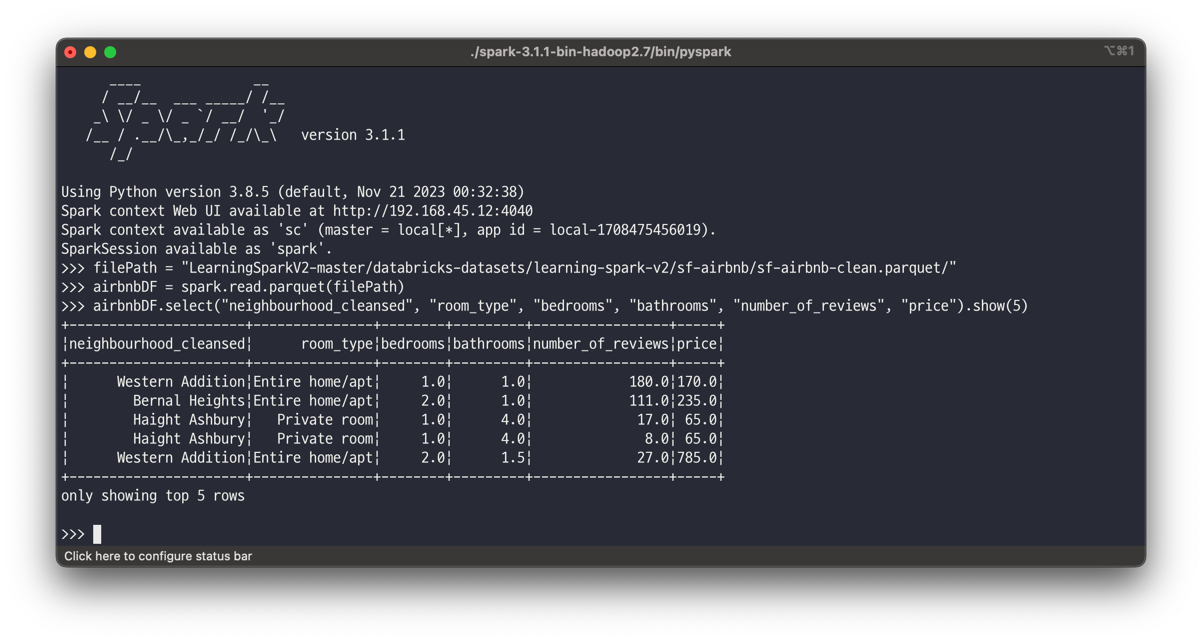 ./spark-3.1.1-bin-hadoop2.7/bin/pyspark
⌥⌘1
      ____              __
     / __/__  ___ _____/ /__
    _\ \/ _ \/ _ `/ __/  '_/
   /__ / .__/\_,_/_/ /_/\_\   version 3.1.1
      /_/
Using Python version 3.8.5 (default, Nov 21 2023 00:32:38)
Spark context Web UI available at http://192.168.45.12:4040
Spark context available as 'sc' (master = local[*], app id = local-1708475456019).
SparkSession available as 'spark'.
>>> filePath = "LearningSparkV2-master/databricks-datasets/learning-spark-v2/sf-airbnb/sf-airbnb-clean.parquet/"
>>> airbnbDF = spark.read.parquet(filePath)
>>> airbnbDF.select("neighbourhood_cleansed", "room_type", "bedrooms", "bathrooms", "number_of_reviews", "price").show(5)
+----------------------+---------------+--------+---------+-----------------+-----+
|neighbourhood_cleansed|      room_type|bedrooms|bathrooms|number_of_reviews|price|
+----------------------+---------------+--------+---------+-----------------+-----+
|      Western Addition|Entire home/apt|     1.0|      1.0|            180.0|170.0|
|        Bernal Heights|Entire home/apt|     2.0|      1.0|            111.0|235.0|
|        Haight Ashbury|   Private room|     1.0|      4.0|             17.0| 65.0|
|        Haight Ashbury|   Private room|     1.0|      4.0|              8.0| 65.0|
|      Western Addition|Entire home/apt|     2.0|      1.5|             27.0|785.0|
+----------------------+---------------+--------+---------+-----------------+-----+
only showing top 5 rows
>>>
Click here to configure status bar